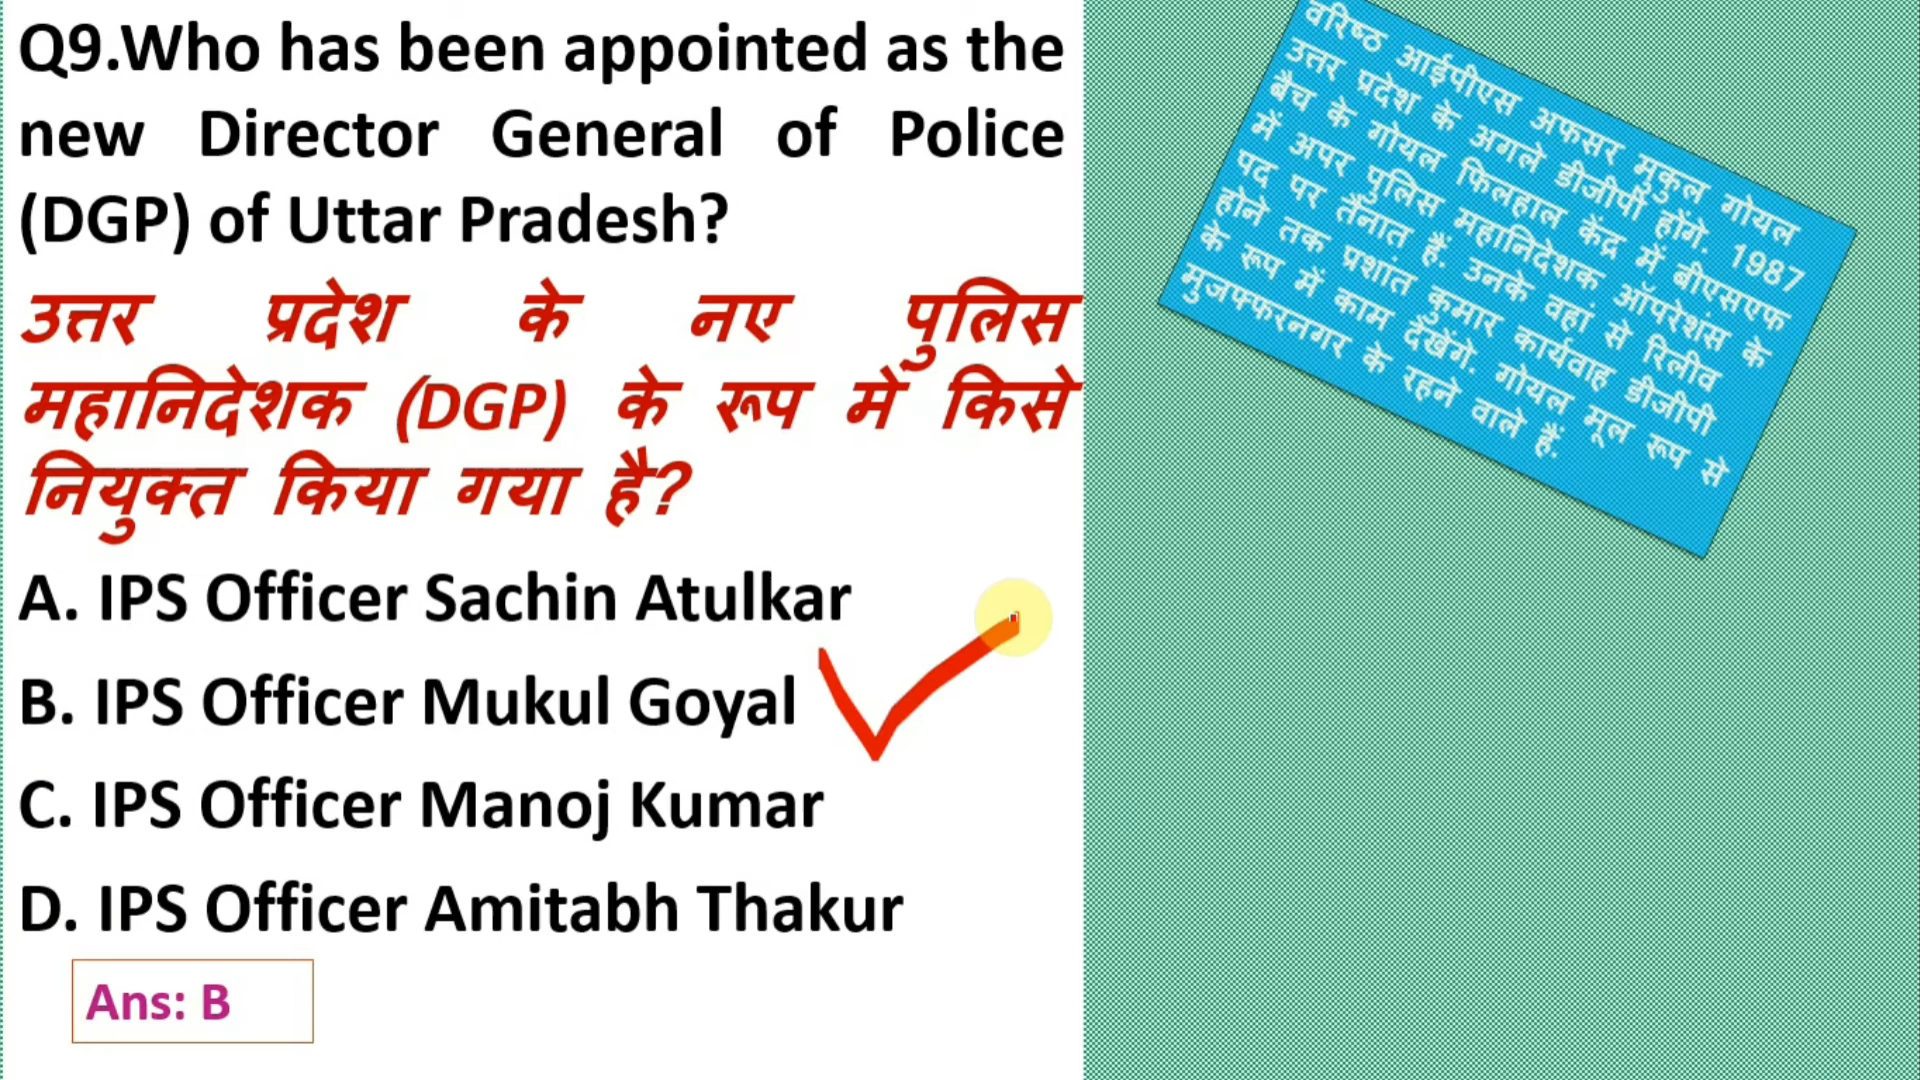 Q9.Who has been appointed as the
new Director General of Police
(DGP) of Uttar Pradesh?
उत्तर प्रदेश के नए पुलिस
महानिदेशक (DGP) के रूप में किसे
नियुक्त किया गया है?
A. IPS Officer Sachin Atulkar
B. IPS Officer Mukul Goyal
C. IPS Officer Manoj Kumar
D. IPS Officer Amitabh Thakur
Ans: B
वरिष्ठ आईपीएस अफसर मुकुल गोयल
उत्तर प्रदेश के अगले डीजीपी होंगे. 1987
बैच के गोयल फिलहाल केंद्र में बीएसएफ
में अपर पुलिस महानिदेशक ऑपरेशंस के
पद पर तैनात हैं. उनके वहां से रिलीव
होने तक प्रशांत कुमार कार्यवाह डीजीपी
के रूप में काम देखेंगे. गोयल मूल रूप से
मुजफ्फरनगर के रहने वाले हैं.